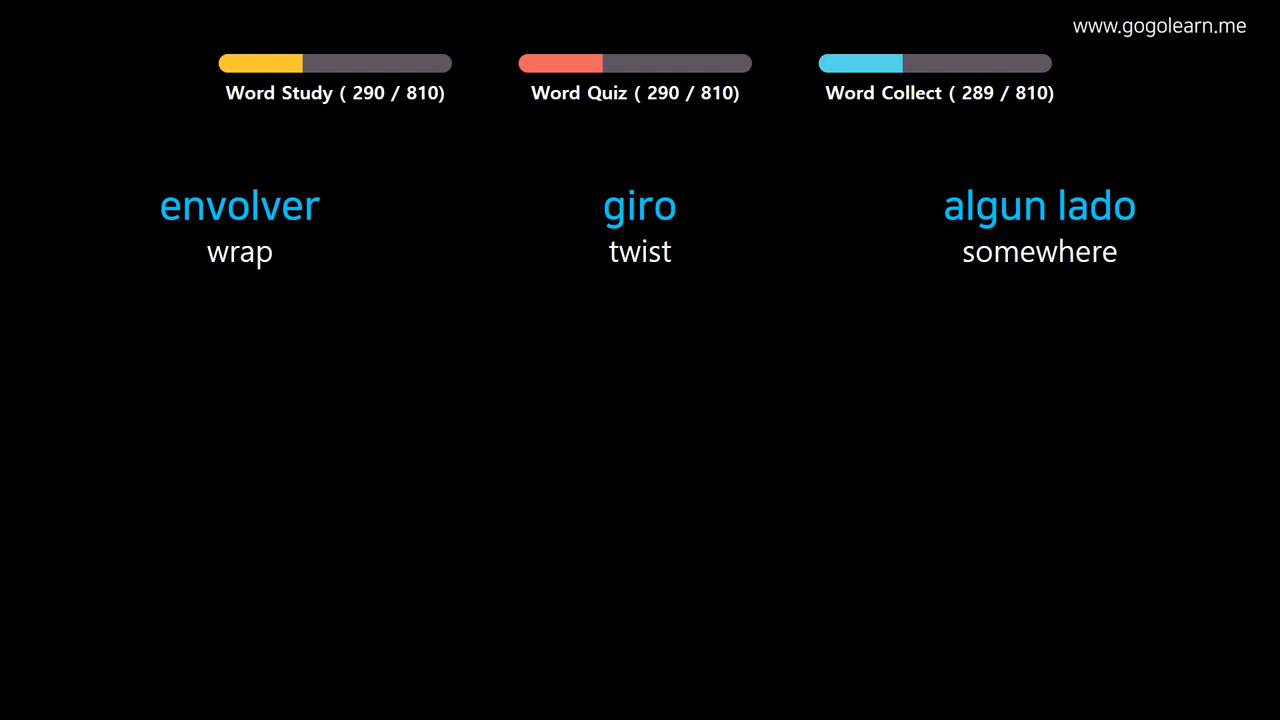 www.gogolearn.me
Word Study ( 290 / 810)
Word Quiz ( 290 / 810)
Word Collect ( 289 / 810)
envolver
wrap
giro
twist
algun lado
somewhere